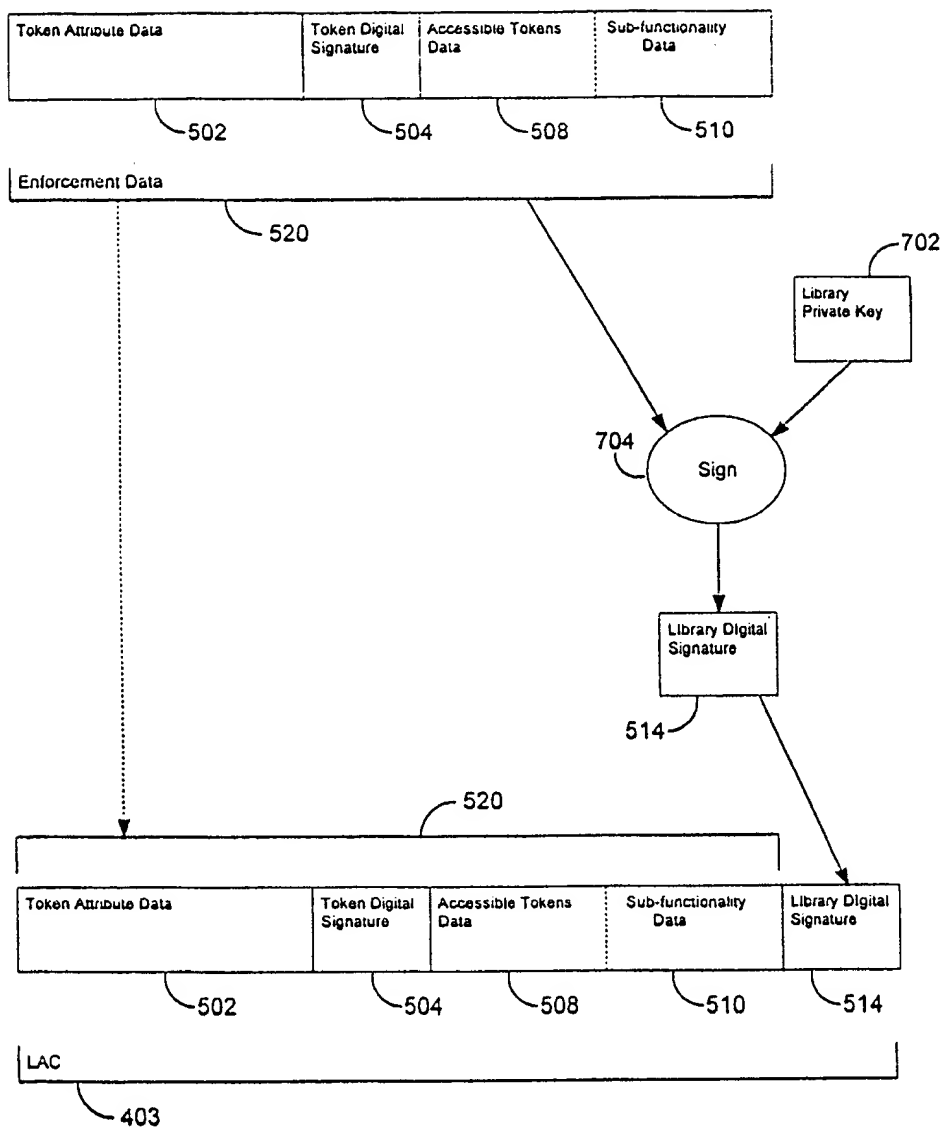 Token Attribute Data
Token Digital
Signature
Accessible Tokens
Data
Sub-functionality
Data
502
504
508
510
Enforcement Data
520
702
Library
Private Key
704
Sign
Library Digital
Signature
514
520
Token Attribute Data
Token Digital
Signature
Accessible Tokens
Data
Sub-functionality
Data
Library Digital
Signature
502
504
508
510
514
LAC
403